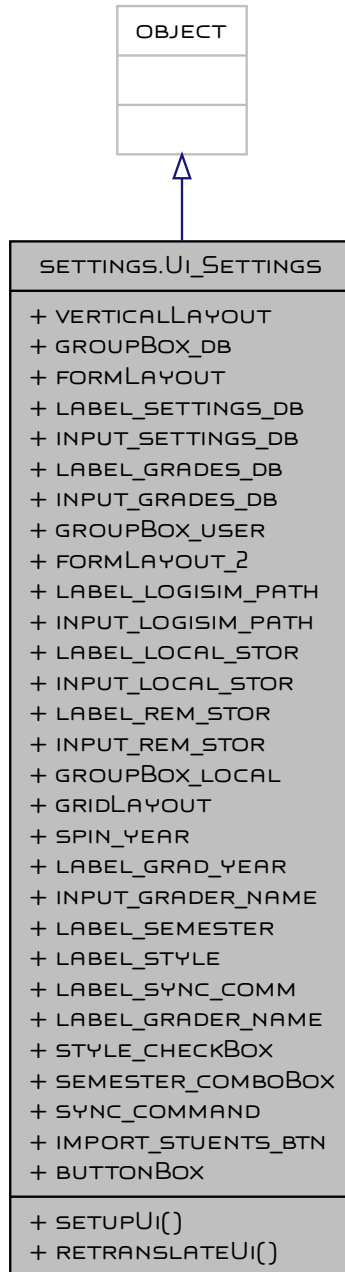 object
settings.Ui_Settings
+ verticalLayout
+ groupBox_db
+ formLayout
+ label_settings_db
+ input_settings_db
+ label_grades_db
+ input_grades_db
+ groupBox_user
+ formLayout_2
+ label_logisim_path
+ input_logisim_path
+ label_local_stor
+ input_local_stor
+ label_rem_stor
+ input_rem_stor
+ groupBox_local
+ gridLayout
+ spin_year
+ label_grad_year
+ input_grader_name
+ label_semester
+ label_style
+ label_sync_comm
+ label_grader_name
+ style_checkBox
+ semester_comboBox
+ sync_command
+ import_stuents_btn
+ buttonBox
+ setupUi()
+ retranslateUi()